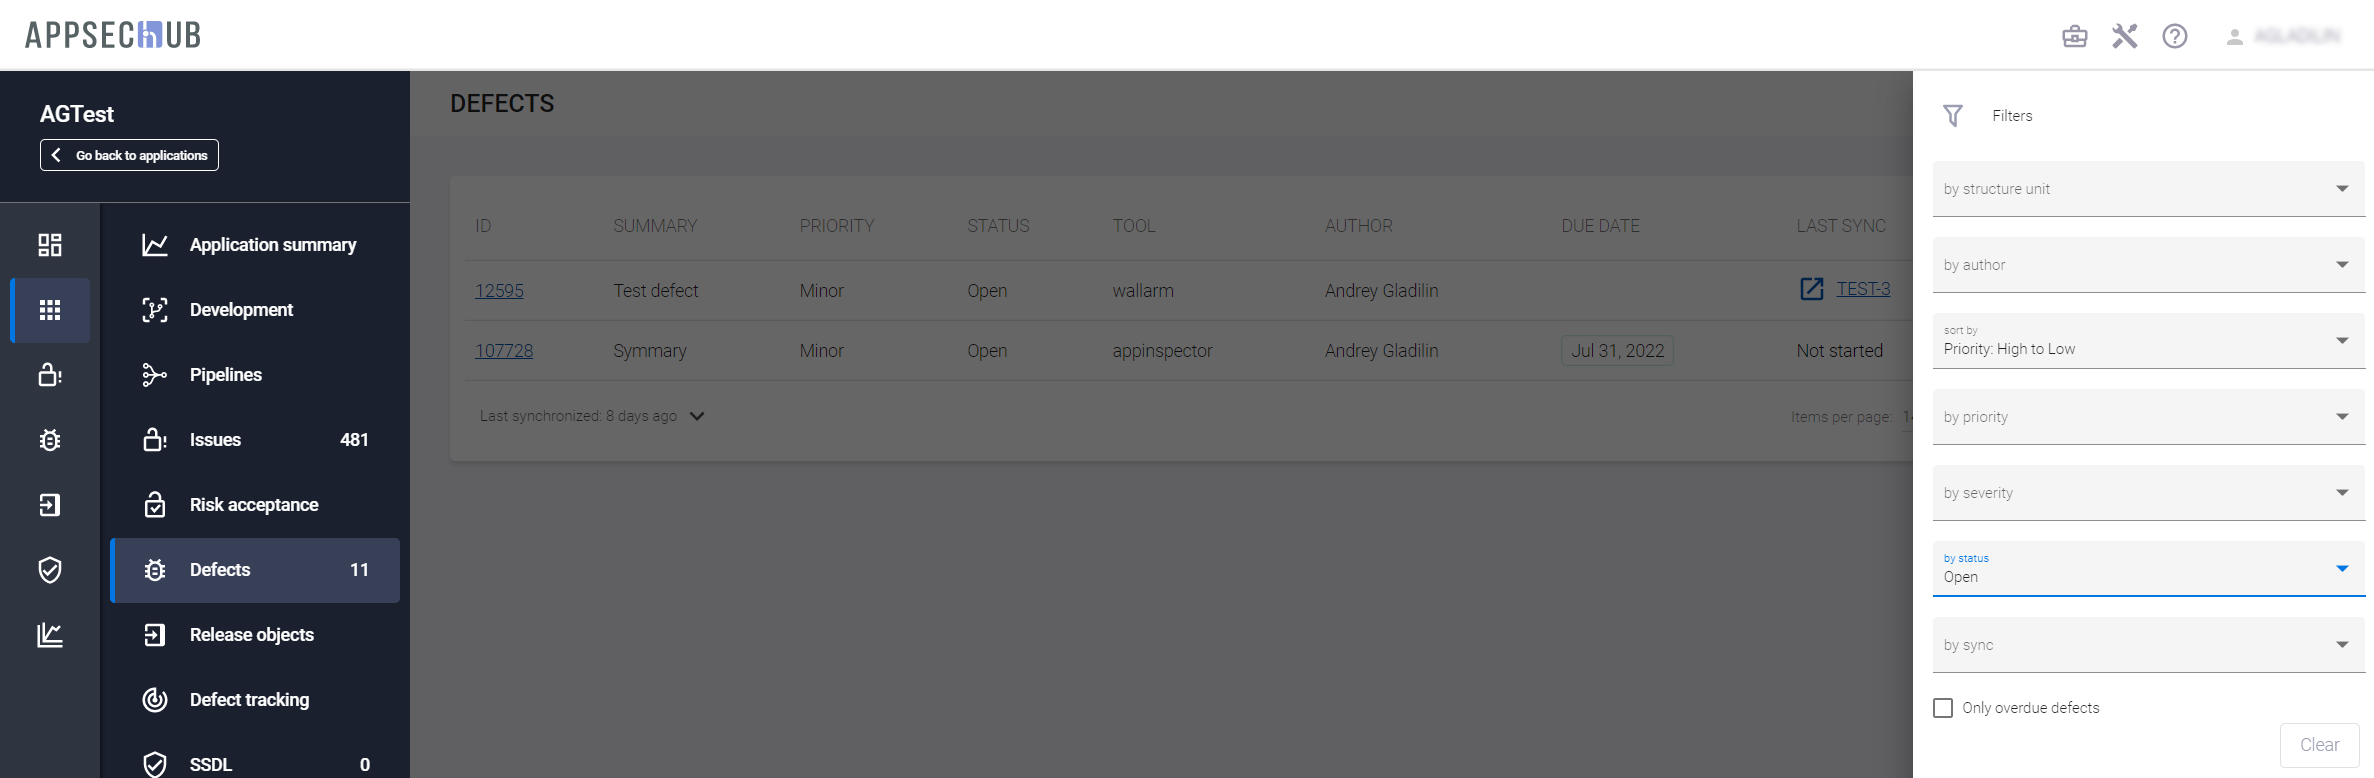 APPSECHUB
AGTest
Go back to applications
Application summary
Development
Pipelines
Issues 481
Risk acceptance
Defects 11
Release objects
Defect tracking
SSDL 0
DEFECTS
ID SUMMARY PRIORITY STATUS TOOL AUTHOR DUE DATE LAST SYNC
12595 Test defect Minor Open wallarm Andrey Gladilin TEST-3
107728 Symmary Minor Open appinspector Andrey Gladilin Jul 31, 2022 Not started
Last synchronized: 8 days ago Items per page:
Filters
by structure unit
by author
sort by
Priority: High to Low
by priority
by severity
by status
Open
by sync
Only overdue defects
Clear